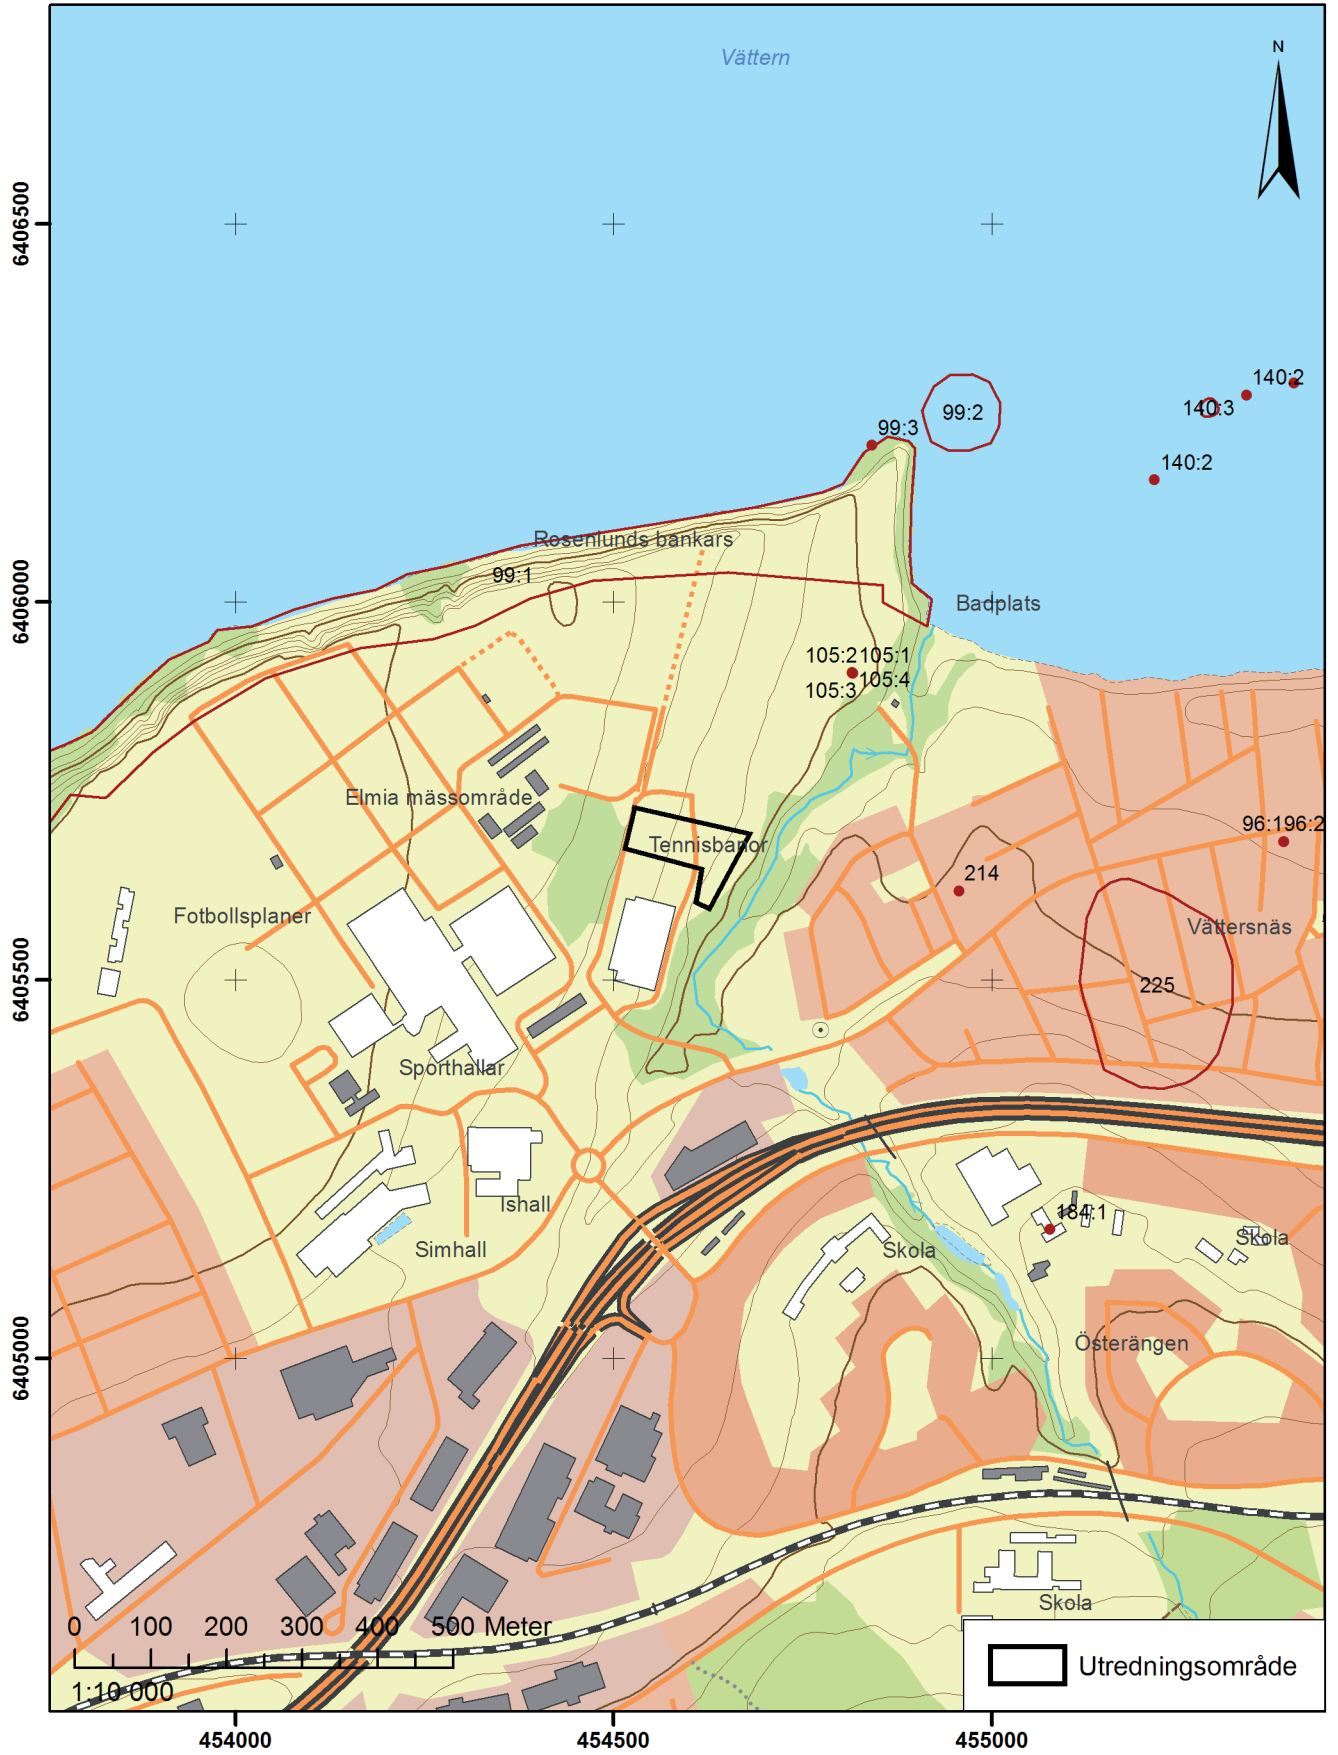 Vättern
N
6406500
140:2
140:3
99:2
99:3
140:2
Rosenlunds bankars
99:1
6406000
Badplats
105:2 105:1
105:3 105:4
Elmia mässområde
Tennisbanor
96:196:2
214
Fotbollsplaner
Vättersnäs
6405500
225
Sporthallar
Ishall
184:1
Simhall
Skola
Skola
6405000
Österängen
Skola
0 100 200 300 400 500 Meter
1:10 000
Utredningsområde
454000
454500
455000